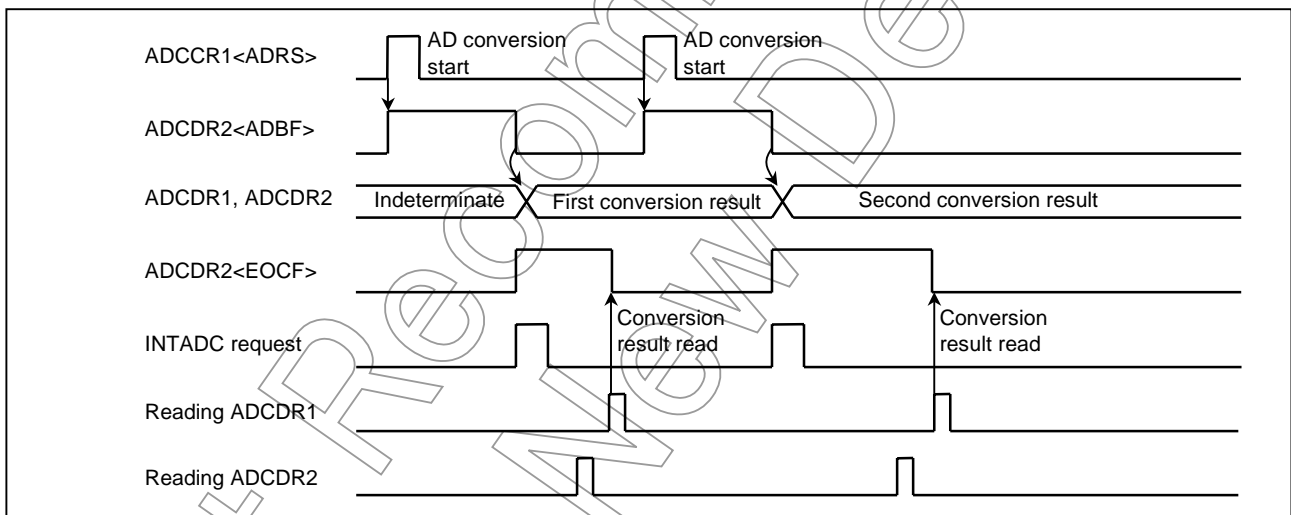 ADCCR1<ADRS>
AD conversion
start
AD conversion
start
ADCDR2<ADBF>
ADCDR1, ADCDR2
Indeterminate
First conversion result
Second conversion result
ADCDR2<EOCF>
INTADC request
Conversion
result read
Conversion
result read
Reading ADCDR1
Reading ADCDR2